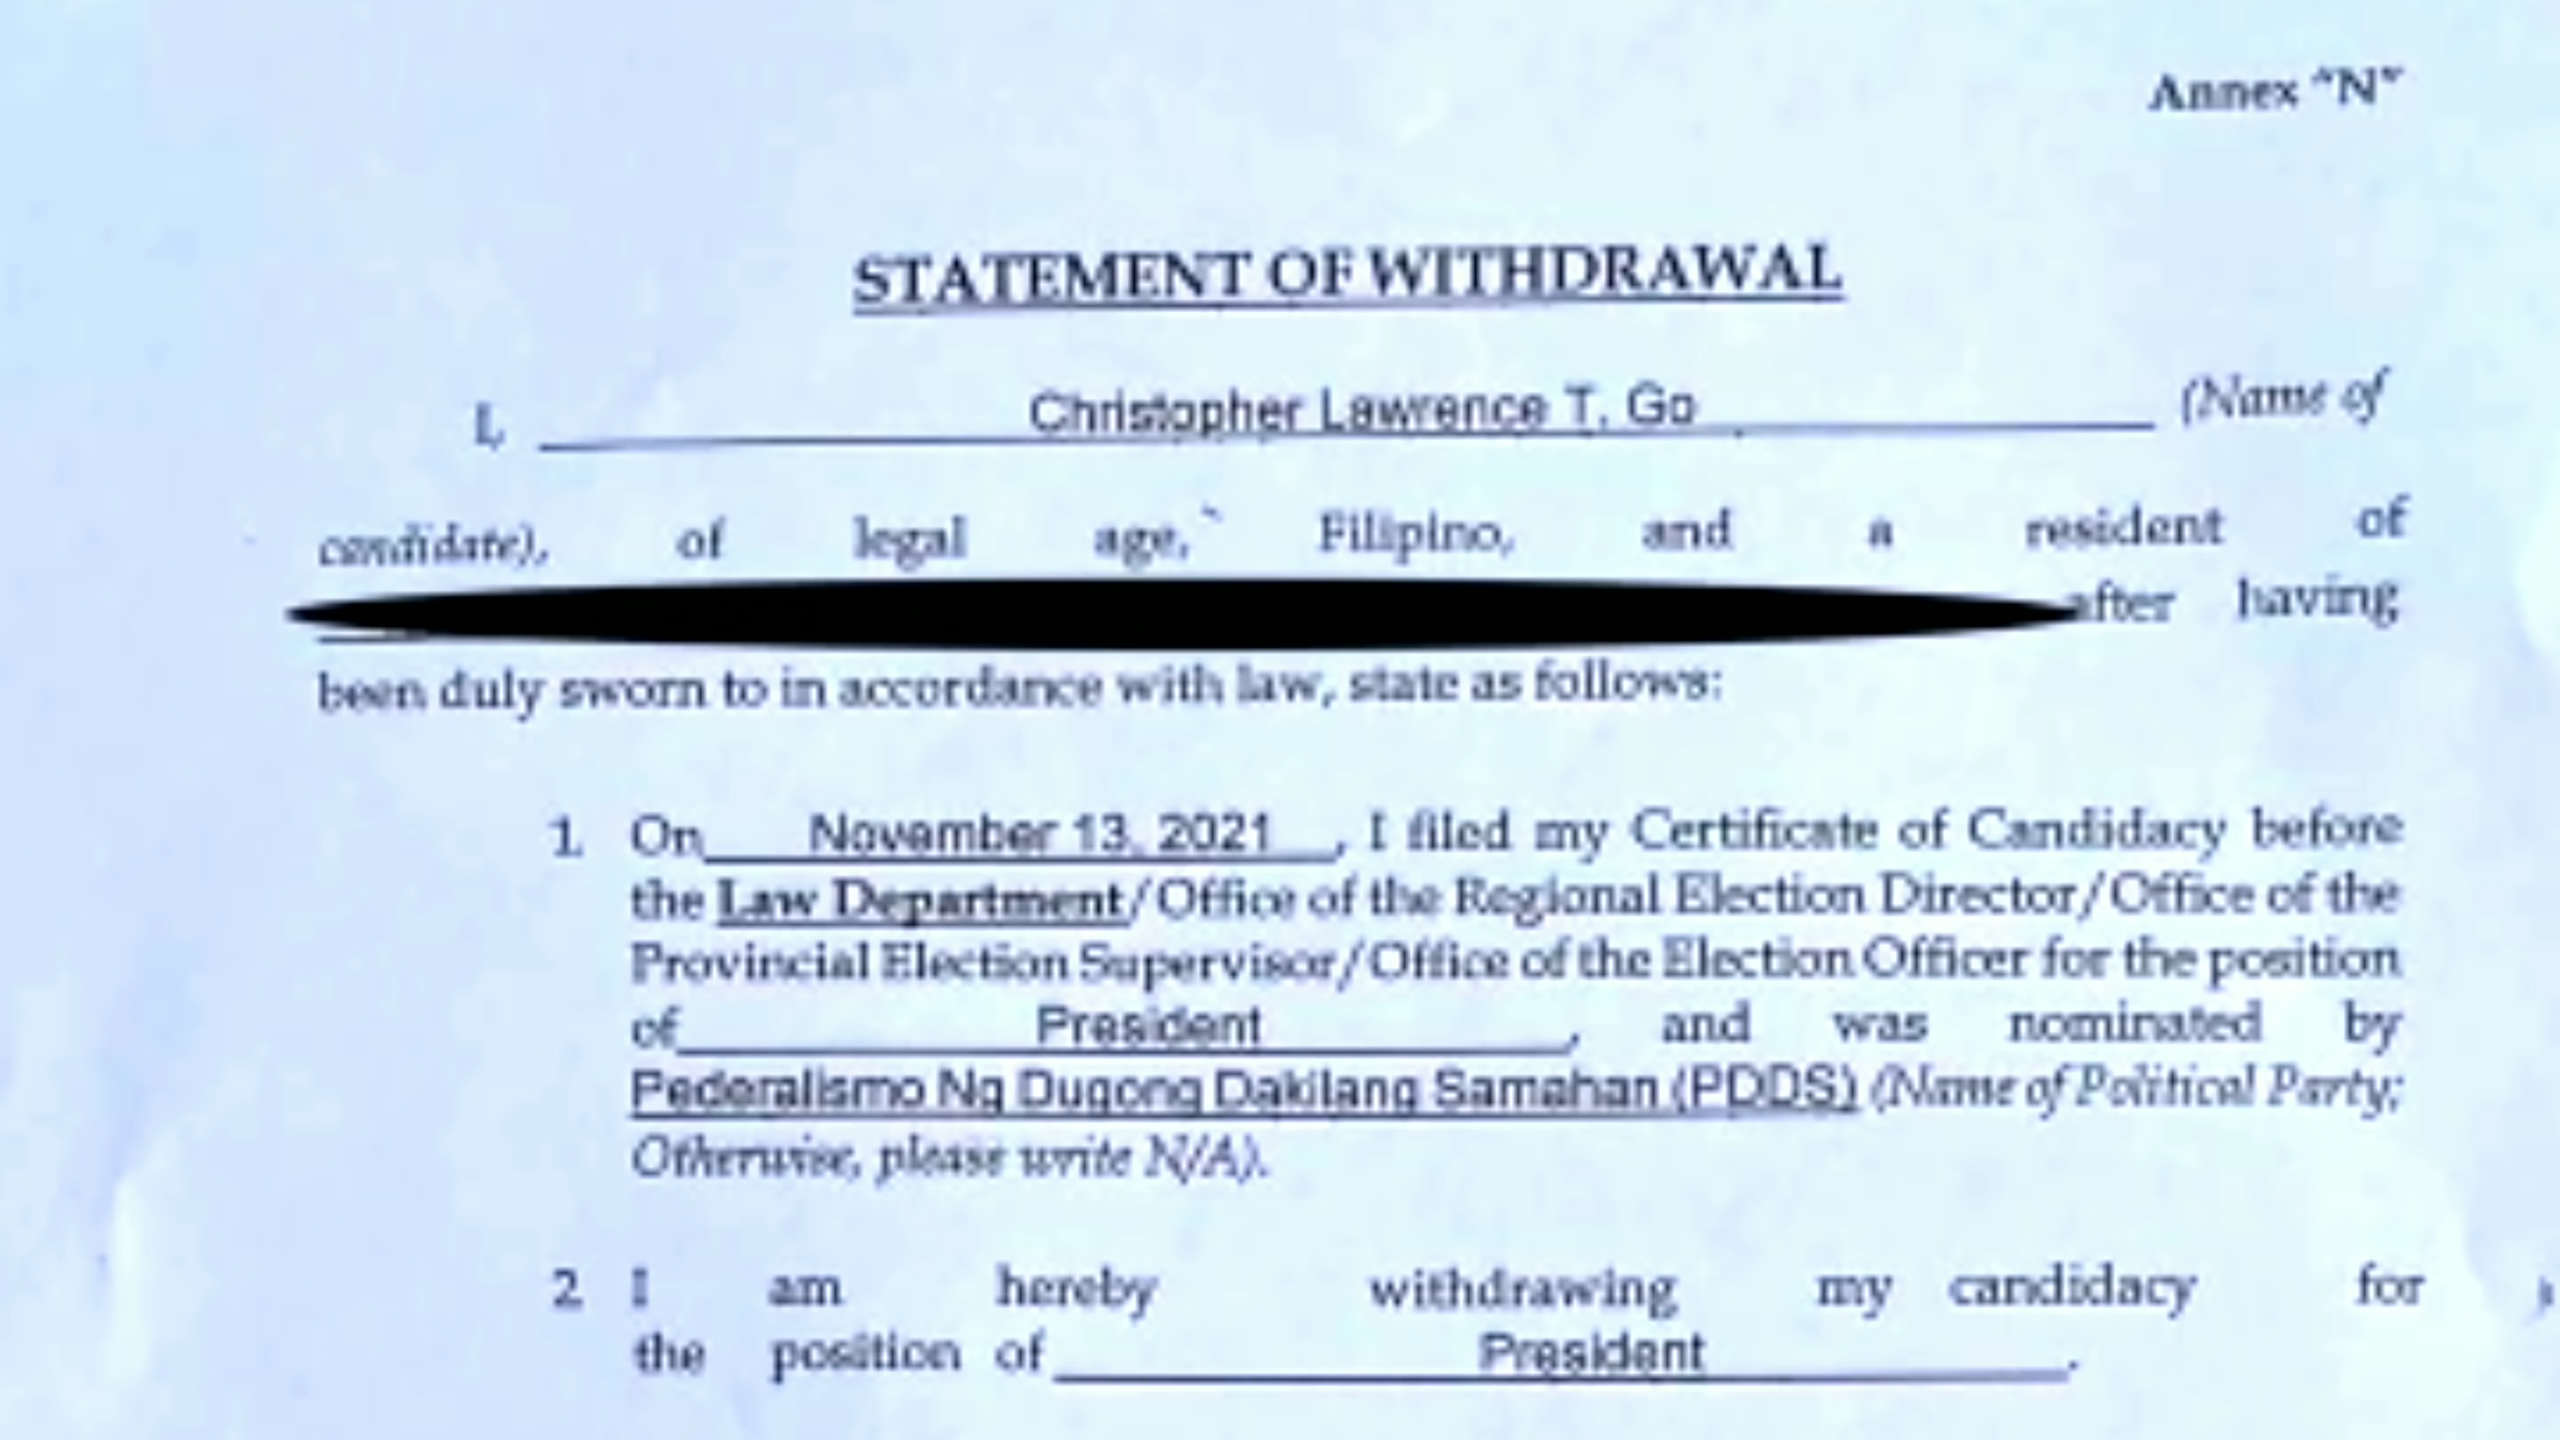 Annex "N"
STATEMENT OF WITHDRAWAL
I, Christopher Lawrence T. Go (Name of
candidate), of legal age, Filipino, and a resident of
after having
been duly sworn to in accordance with law, state as follows:
1. On November 13, 2021, I filed my Certificate of Candidacy before
the Law Department/Office of the Regional Election Director/Office of the
Provincial Election Supervisor/Office of the Election Officer for the position
of President, and was nominated by
Pederalismo Ng Dugong Dakilang Samahan (PDDS) (Name of Political Party;
Otherwise, please write N/A).
2 I am hereby withdrawing my candidacy for
the position of President.